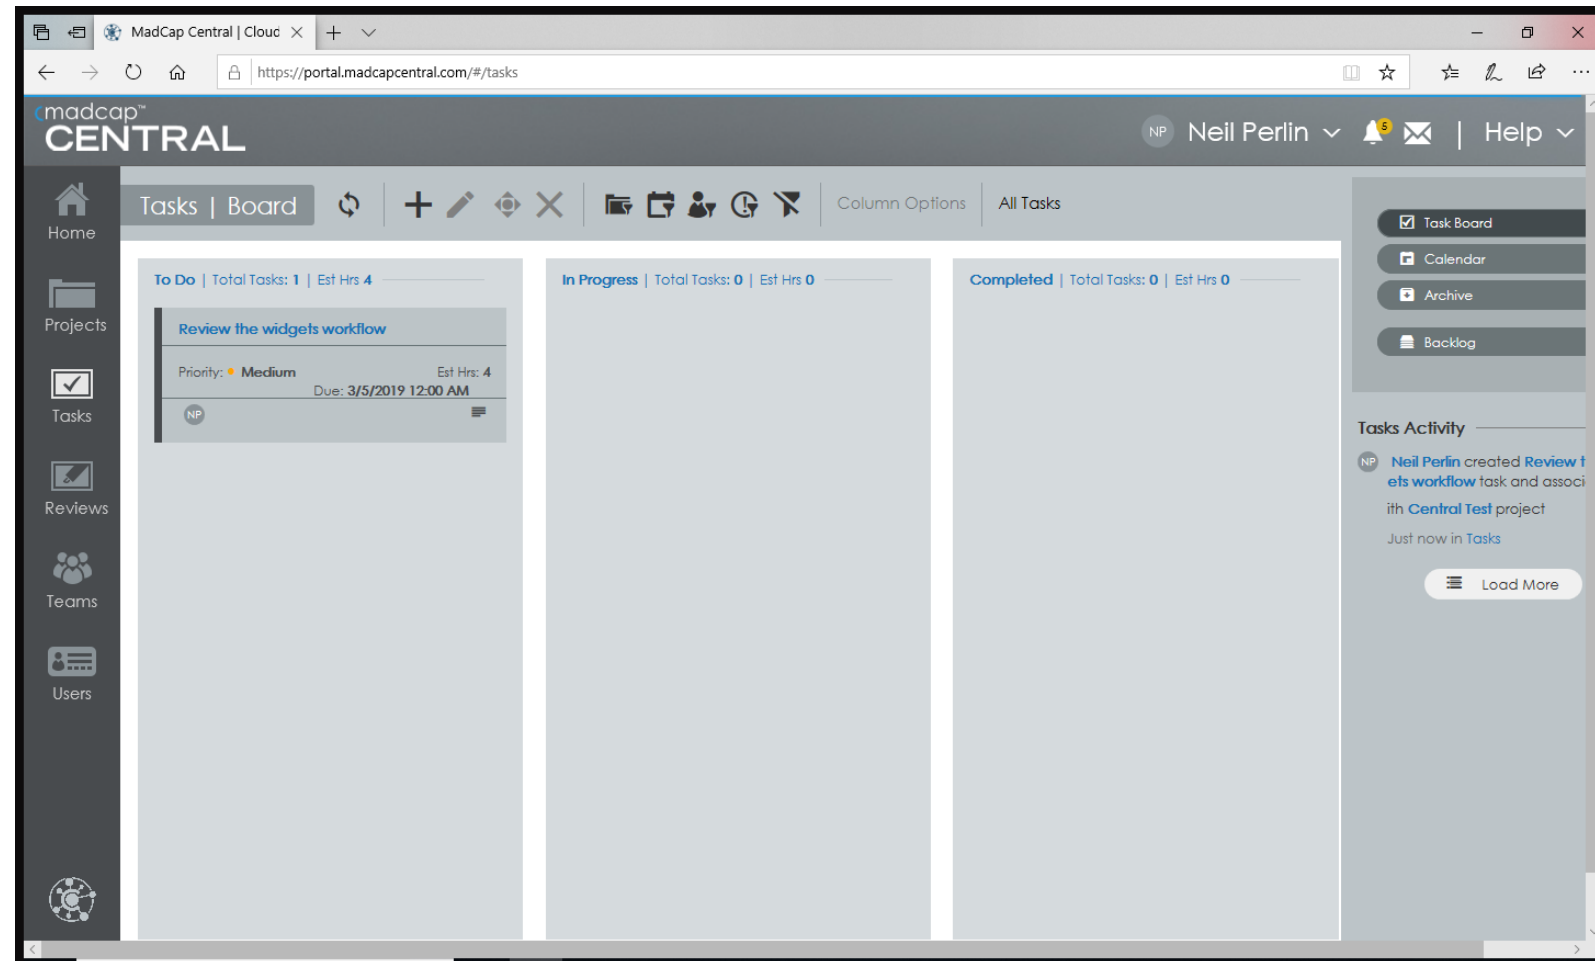 MadCap Central | Cloud
https://portal.madcapcentral.com/#/tasks
madcap™
CENTRAL
NP Neil Perlin 5 | Help
Home
Projects
Tasks
Reviews
Teams
Users
Tasks | Board
Column Options
All Tasks
To Do | Total Tasks: 1 | Est Hrs 4
Review the widgets workflow
Priority: • Medium Est Hrs: 4
Due: 3/5/2019 12:00 AM
NP
In Progress | Total Tasks: 0 | Est Hrs 0
Completed | Total Tasks: 0 | Est Hrs 0
Task Board
Calendar
Archive
Backlog
Tasks Activity
NP Neil Perlin created Review t
ets workflow task and associ
ith Central Test project
Just now in Tasks
Load More